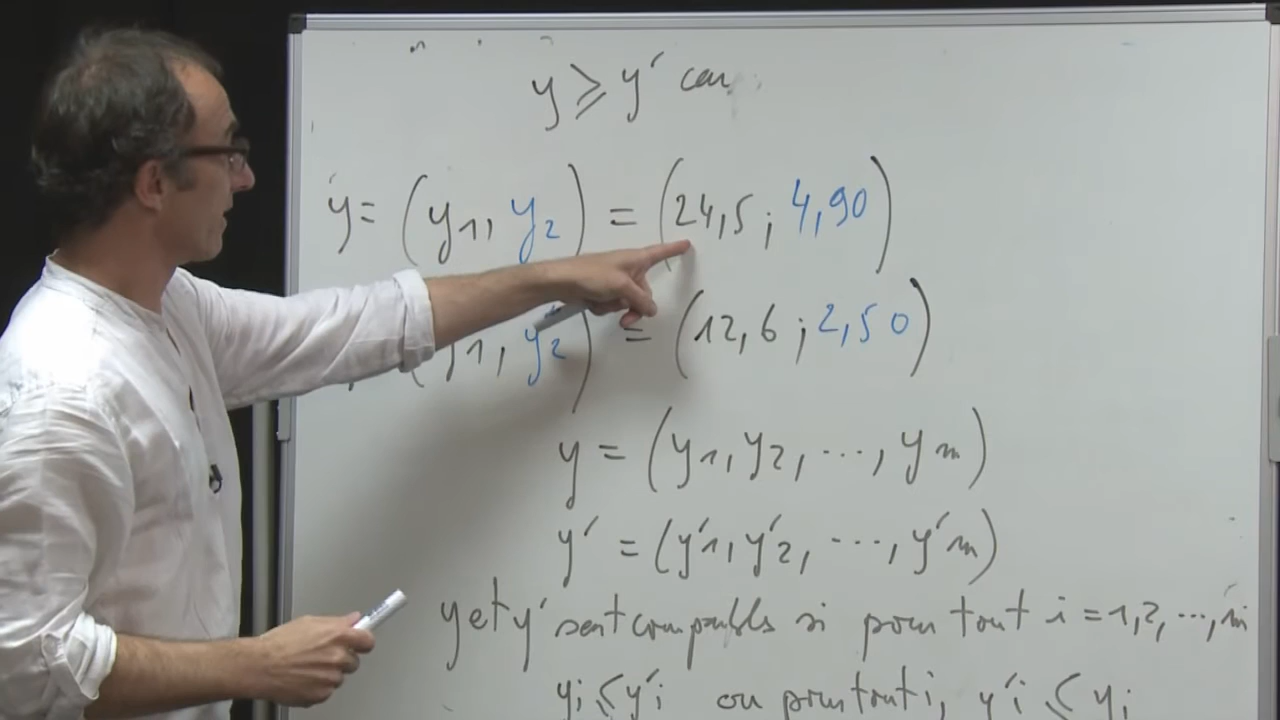 y ⩾ y' car
y = (y1, y2) = (24,5 ; 4,90)
y1, y2) = (12,6 ; 2,50)
y = (y1, y2, ..., ym)
y' = (y'1, y'2, ..., y'm)
y et y' sont comparables si pour tout i = 1,2, ..., m
yi ⩽ y'i ou pour tout i, y'i ⩽ yi